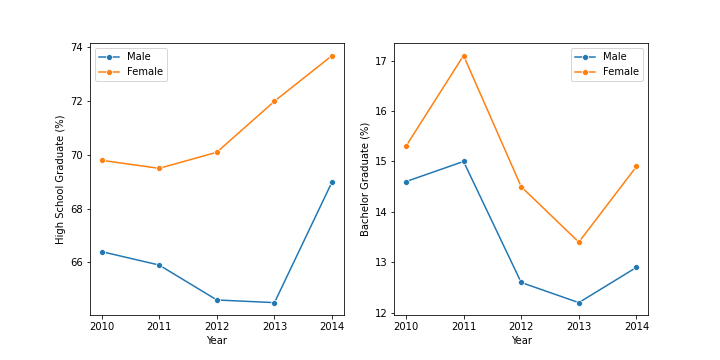 74
72
70
68
66
High School Graduate (%)
Male
Female
2010 2011 2012 2013 2014
Year
17
16
15
14
13
12
Bachelor Graduate (%)
Male
Female
2010 2011 2012 2013 2014
Year